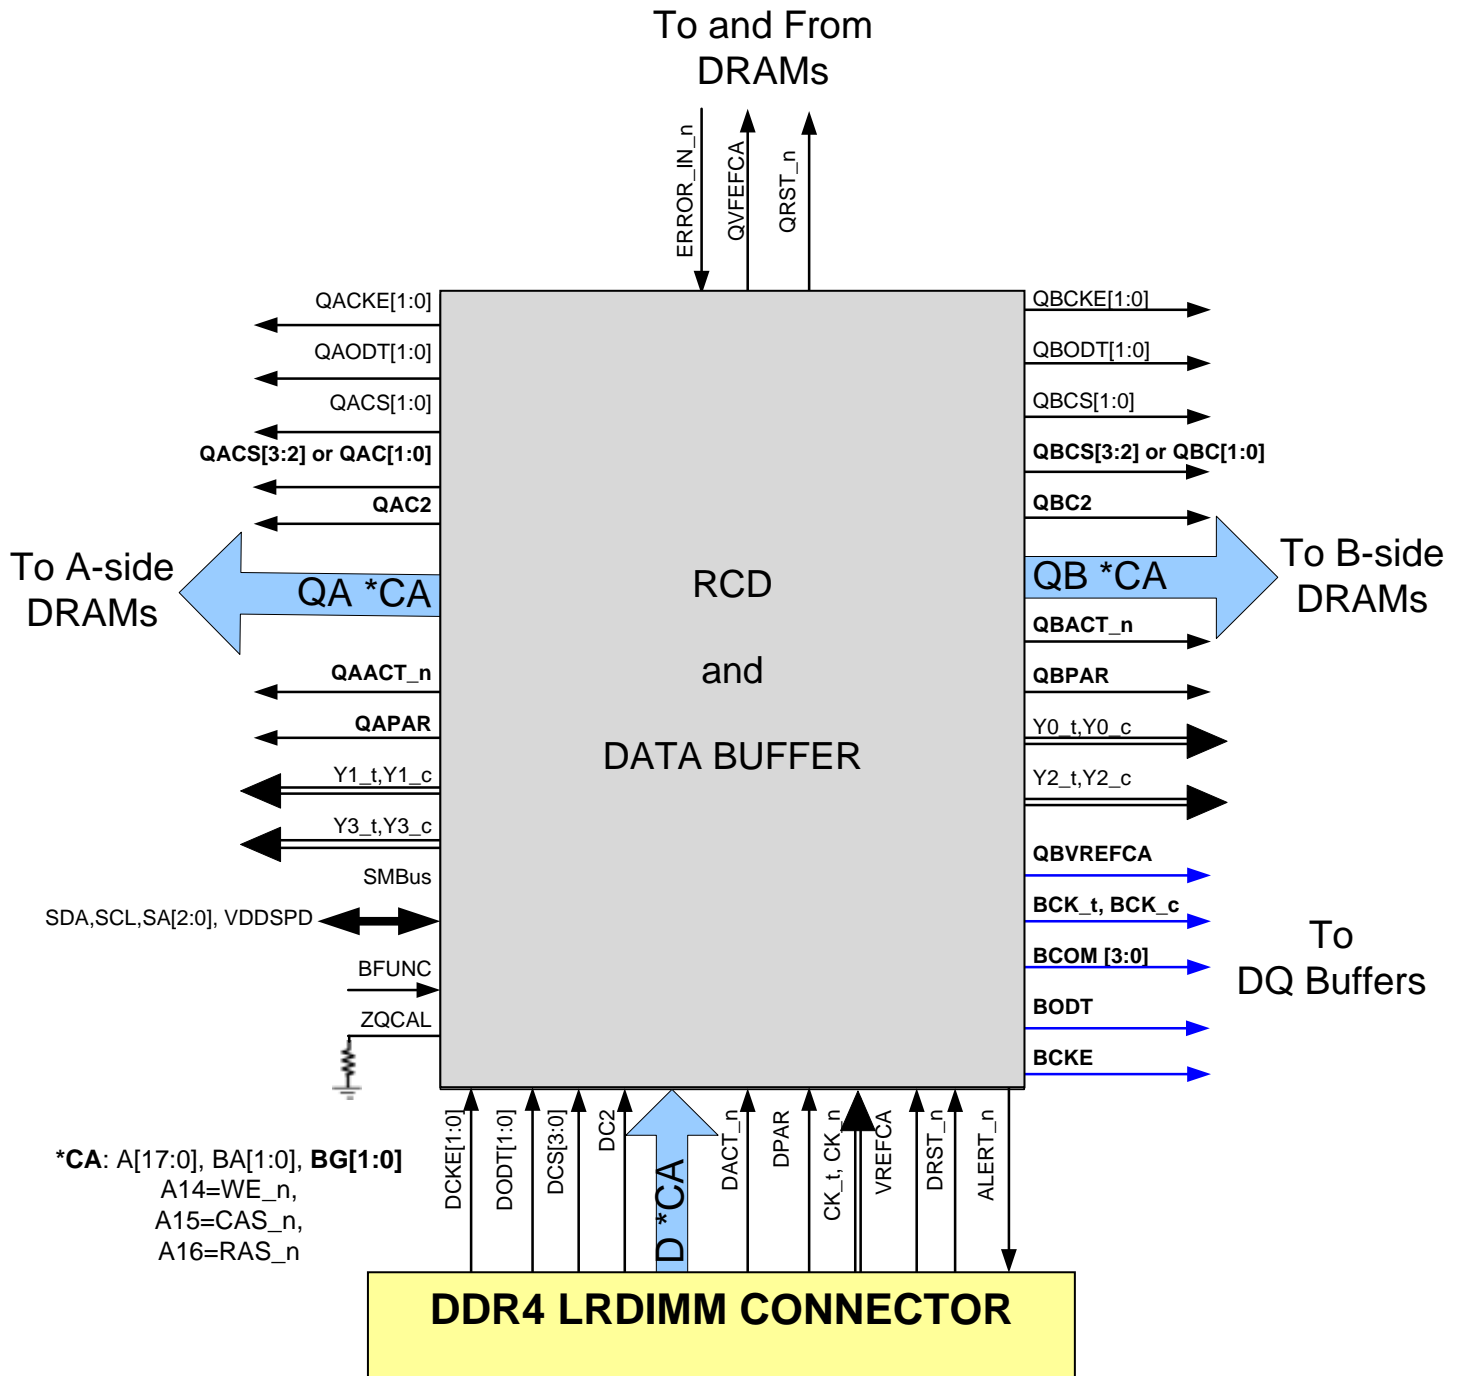 To and From
DRAMs
ERROR_IN_n
QVFEFCA
QRST_n
QACKE[1:0]
QAODT[1:0]
QACS[1:0]
QACS[3:2] or QAC[1:0]
QAC2
To A-side
DRAMs
QA *CA
QAACT_n
QAPAR
Y1_t,Y1_c
Y3_t,Y3_c
SMBus
SDA,SCL,SA[2:0], VDDSPD
BFUNC
ZQCAL
RCD
and
DATA BUFFER
QBCKE[1:0]
QBODT[1:0]
QBCS[1:0]
QBCS[3:2] or QBC[1:0]
QBC2
QB *CA
To B-side
DRAMs
QBACT_n
QBPAR
Y0_t,Y0_c
Y2_t,Y2_c
QBVREFCA
BCK_t, BCK_c
BCOM [3:0]
BODT
BCKE
To
DQ Buffers
*CA: A[17:0], BA[1:0], BG[1:0]
A14=WE_n,
A15=CAS_n,
A16=RAS_n
DCKE[1:0]
DODT[1:0]
DCS[3:0]
DC2
D *CA
DACT_n
DPAR
CK_t, CK_n
VREFCA
DRST_n
ALERT_n
DDR4 LRDIMM CONNECTOR